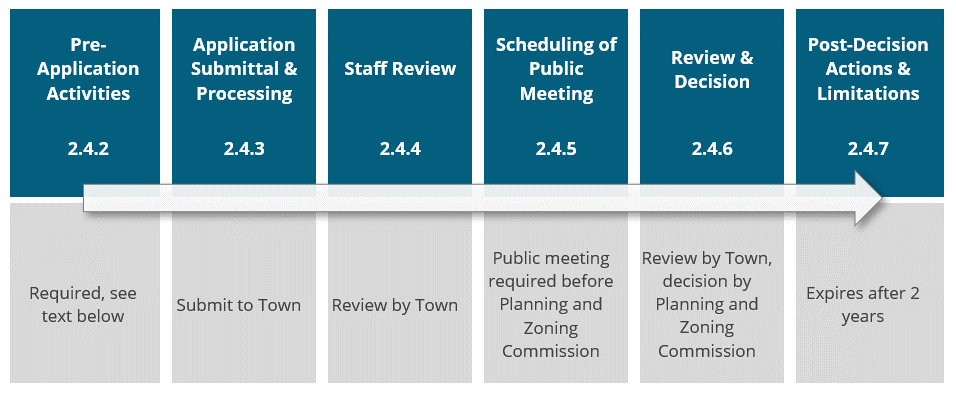 Pre-
Application
Activities
2.4.2
Application
Submittal &
Processing
2.4.3
Staff Review
2.4.4
Scheduling of
Public
Meeting
2.4.5
Review &
Decision
2.4.6
Post-Decision
Actions &
Limitations
2.4.7
Required, see
text below
Submit to Town
Review by Town
Public meeting
required before
Planning and
Zoning
Commission
Review by Town,
decision by
Planning and
Zoning
Commission
Expires after 2
years